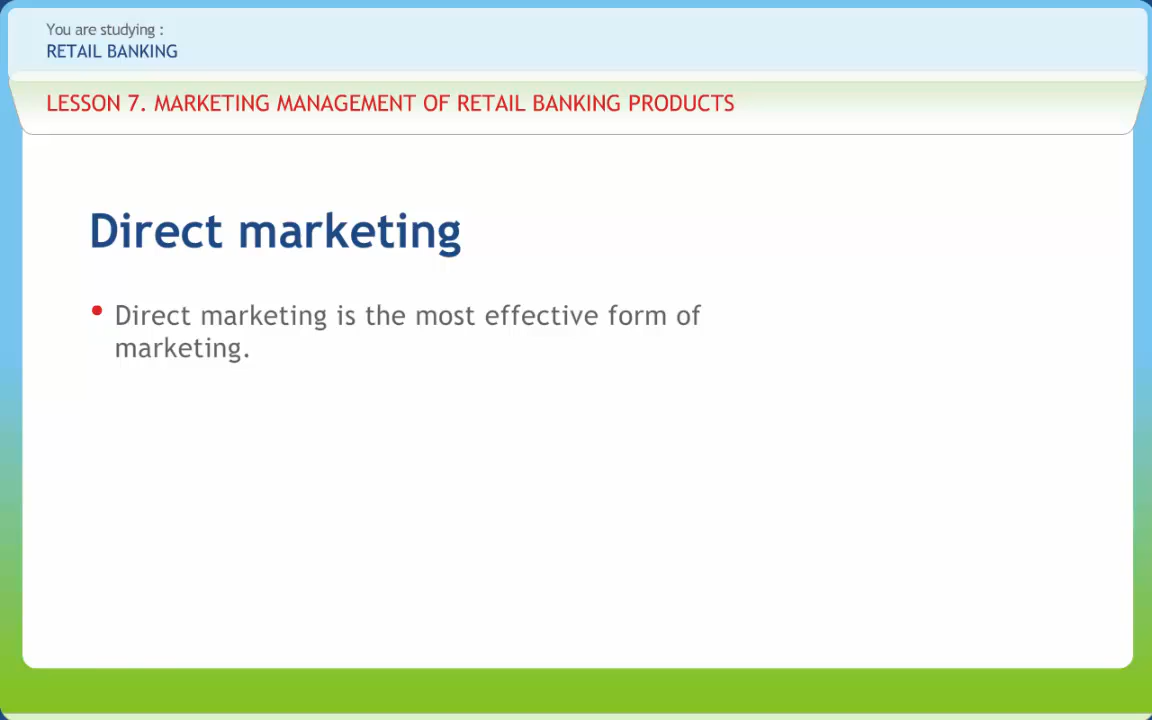 You are studying :
RETAIL BANKING
LESSON 7. MARKETING MANAGEMENT OF RETAIL BANKING PRODUCTS
Direct marketing
• Direct marketing is the most effective form of
marketing.